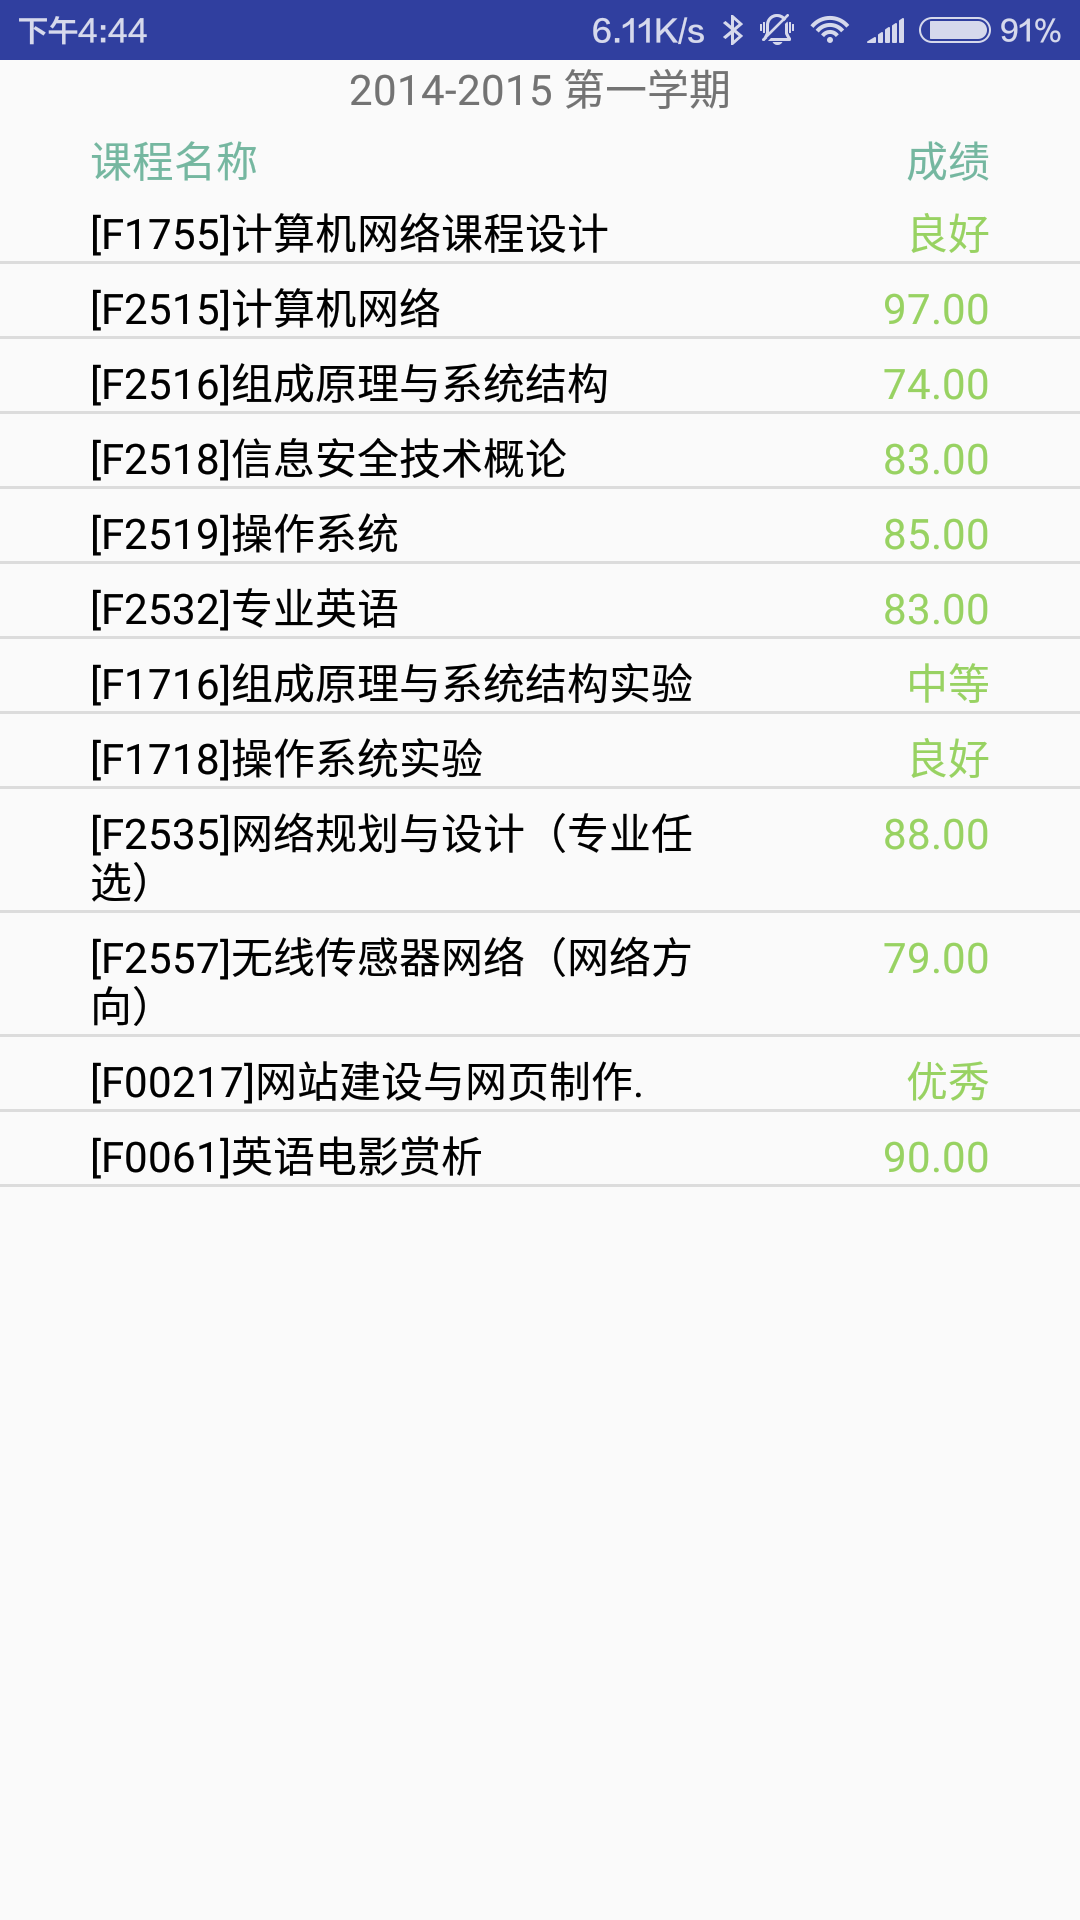 下午4:44 6.11K/s 91%
2014-2015 第一学期
课程名称 成绩
[F1755]计算机网络课程设计 良好
[F2515]计算机网络 97.00
[F2516]组成原理与系统结构 74.00
[F2518]信息安全技术概论 83.00
[F2519]操作系统 85.00
[F2532]专业英语 83.00
[F1716]组成原理与系统结构实验 中等
[F1718]操作系统实验 良好
[F2535]网络规划与设计（专业任 88.00
选）
[F2557]无线传感器网络（网络方 79.00
向）
[F00217]网站建设与网页制作. 优秀
[F0061]英语电影赏析 90.00